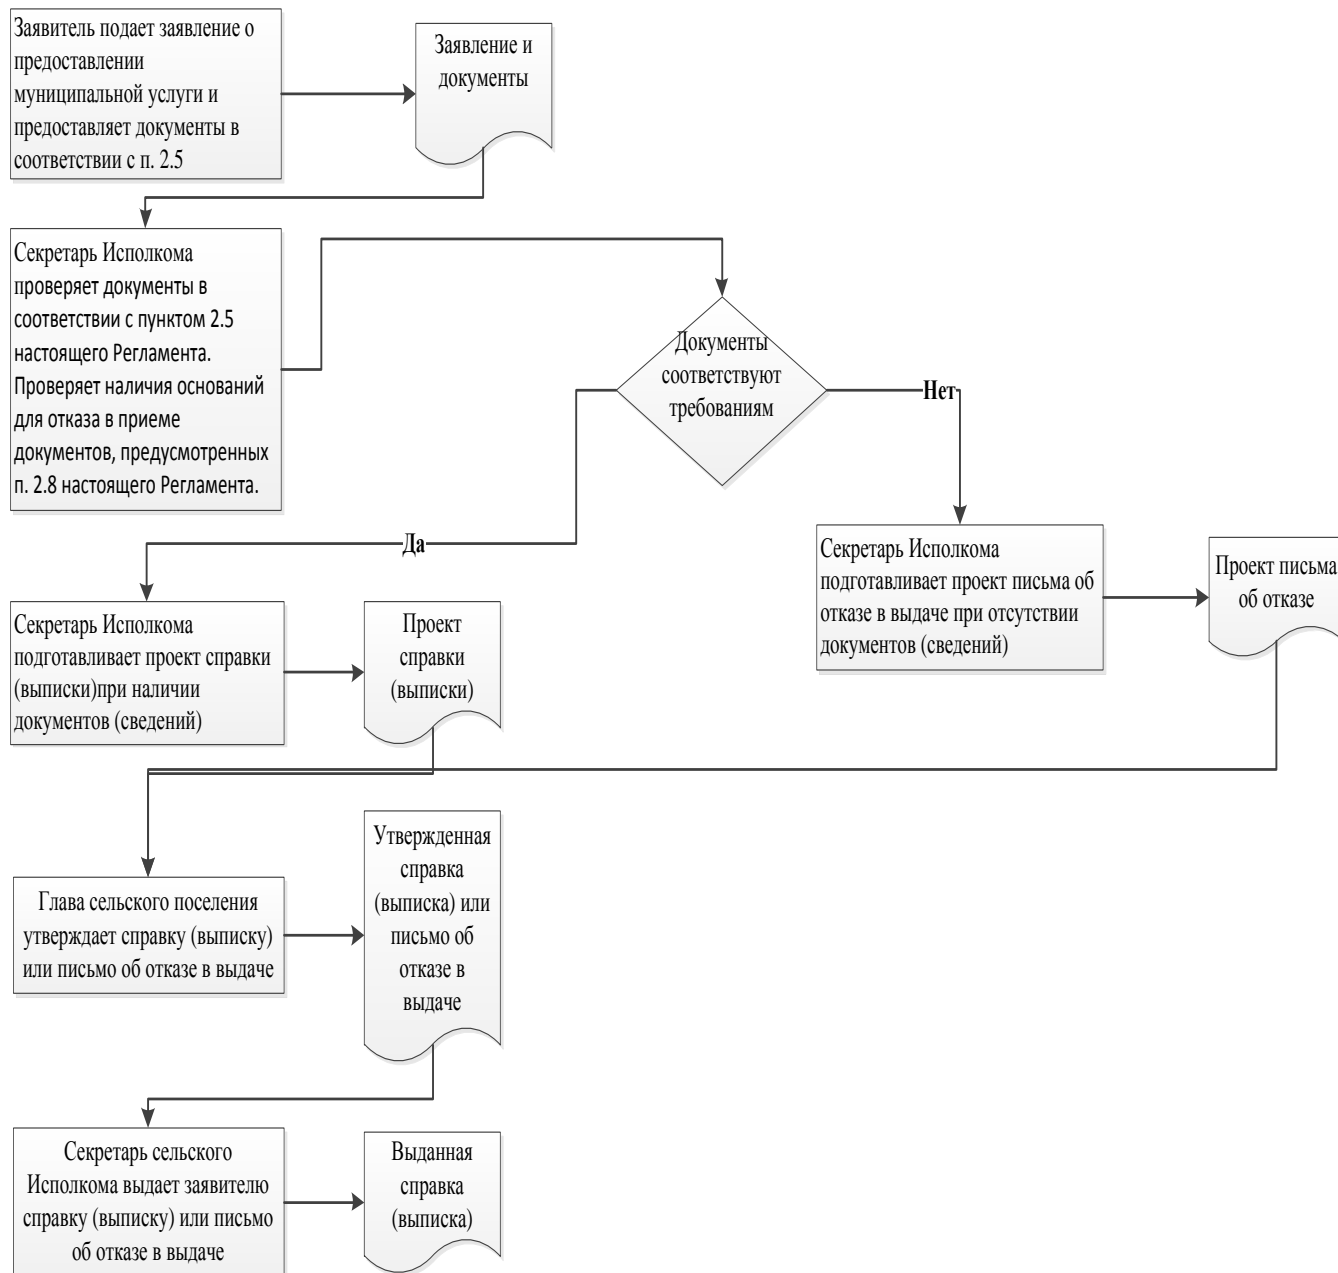 Заявитель подает заявление о
предоставлении
муниципальной услуги и
предоставляет документы в
соответствии с п. 2.5
Заявление и
документы
Секретарь Исполкома
проверяет документы в
соответствии с пунктом 2.5
настоящего Регламента.
Проверяет наличия оснований
для отказа в приеме
документов, предусмотренных
п. 2.8 настоящего Регламента.
Документы
соответствуют
требованиям
Нет
Да
Секретарь Исполкома
подготавливает проект письма об
отказе в выдаче при отсутствии
документов (сведений)
Проект письма
об отказе
Секретарь Исполкома
подготавливает проект справки
(выписки)при наличии
документов (сведений)
Проект
справки
(выписки)
Глава сельского поселения
утверждает справку (выписку)
или письмо об отказе в выдаче
Утвержденная
справка
(выписка) или
письмо об
отказе в
выдаче
Секретарь сельского
Исполкома выдает заявителю
справку (выписку) или письмо
об отказе в выдаче
Выданная
справка
(выписка)